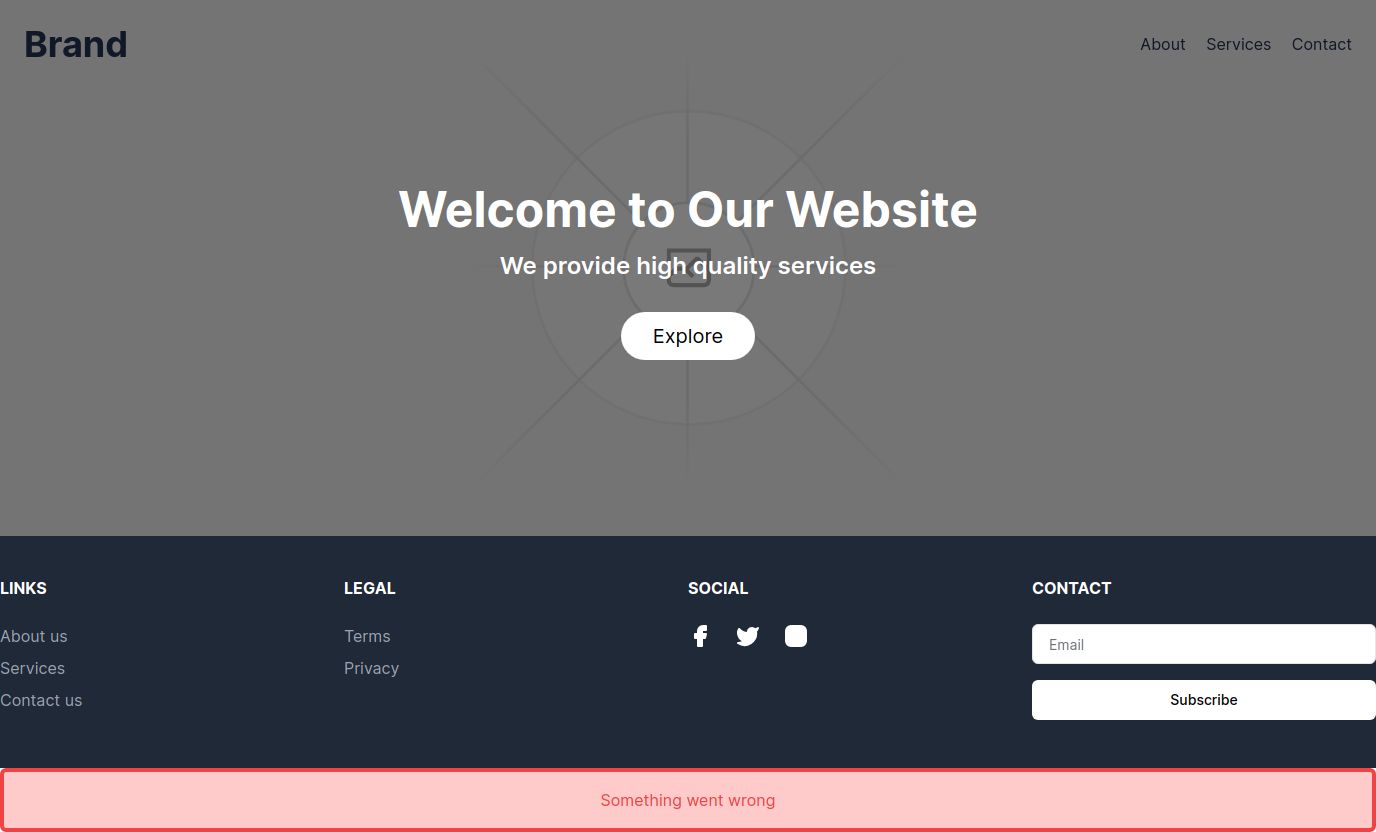 Brand
About Services Contact
Welcome to Our Website
We provide high quality services
Explore
LINKS
About us
Services
Contact us
LEGAL
Terms
Privacy
SOCIAL
CONTACT
Email
Subscribe
Something went wrong